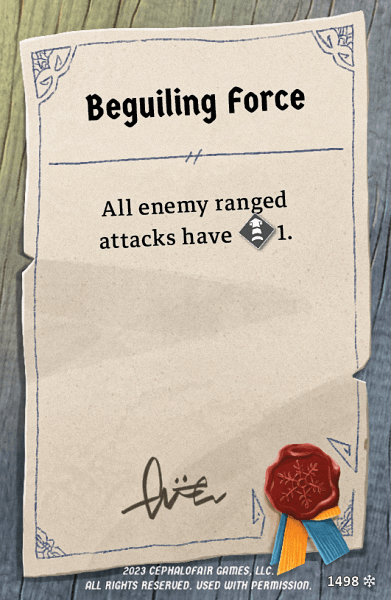 Beguiling Force
All enemy ranged
attacks have 1.
2023 CEPHALOFAIR GAMES, LLC.
ALL RIGHTS RESERVED. USED WITH PERMISSION.
1498